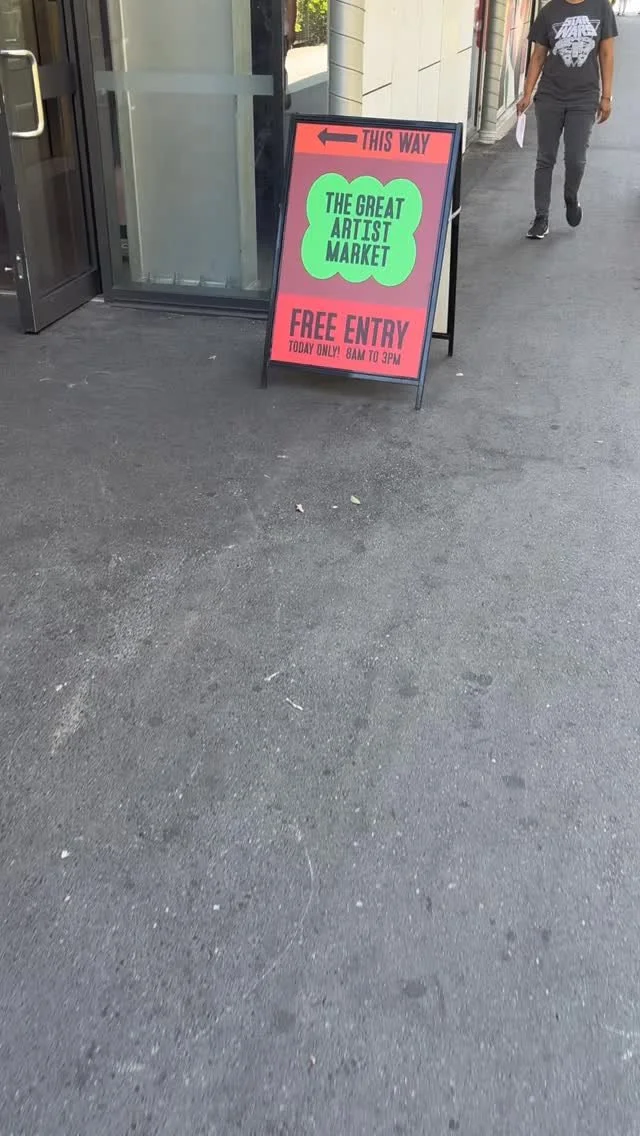 THIS WAY
THE GREAT
ARTIST
MARKET
FREE ENTRY
TODAY ONLY! 8AM TO 3PM
STAR
WARS